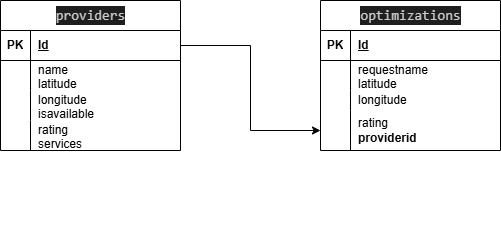 providers
PK Id
name
latitude
longitude
isavailable
rating
services
optimizations
PK Id
requestname
latitude
longitude
rating
providerid